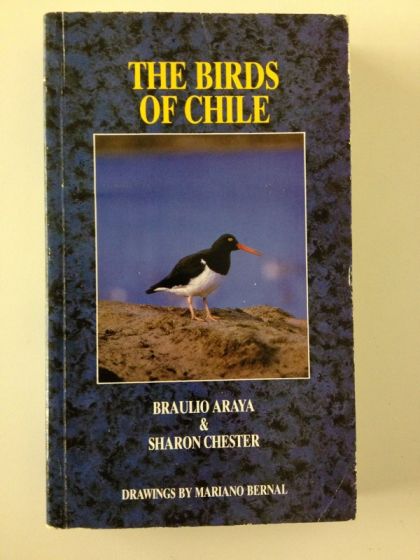 THE BIRDS
OF CHILE
BRAULIO ARAYA
&
SHARON CHESTER
DRAWINGS BY MARIANO BERNAL